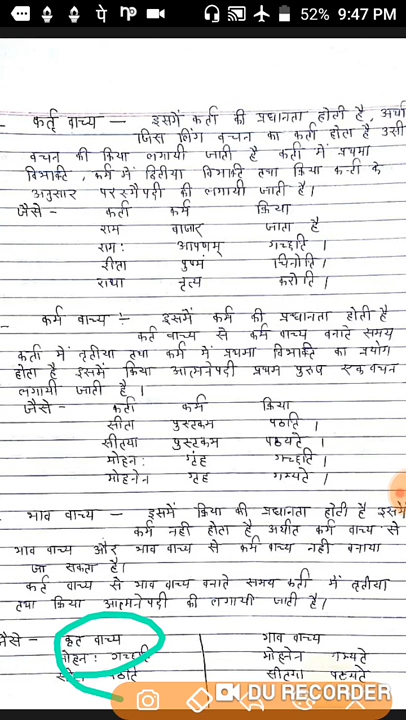 52% 9:47 PM
कर्तृ वाच्य — इसमें कर्ता की प्रधानता होती है, अर्था
जिस लिंग वचन का कर्ता होता है उसी
वचन की क्रिया लगायी जाती है कर्ता में प्रथमा
विभक्ति, कर्म में द्वितीया विभक्ति तथा क्रिया कर्ता के
अनुसार परस्मैपदी की लगायी जाती है।
जैसे - कर्ता कर्म क्रिया
राम बाजार जाता है
राम: आपणम् गच्छति ।
सीता पुष्पं चिनोति ।
राधा नृत्य करोति ।
कर्म वाच्य :- इसमें कर्म की प्रधानता होती है
कर्त वाच्य से कर्म वाच्य बनाते समय
कर्ता में तृतीया तथा कर्म में प्रथमा विभक्ति का प्रयोग
होता है इसमें क्रिया आत्मनेपदी प्रथम पुरुष एकवचन
लगायी जाती है ।
जैसे - कर्ता कर्म क्रिया
सीता पुस्तकम पठति ।
सीतया पुस्तकम पठ्यते ।
मोहन: गृह गच्छति ।
मोहनेन गृह गम्यते ।
भाव वाच्य — इसमें क्रिया की प्रधानता होती है इसमें
कर्म नही होता है अर्थात कर्म वाच्य से
भाव वाच्य और भाव वाच्य से कर्म वाच्य नही बनाया
जा सकता है।
कर्त वाच्य से भाव वाच्य बनाते समय कर्ता में तृतीया
तथा क्रिया आत्मनेपदी की लगायी जाती है।
जैसे - कृत वाच्य भाव वाच्य
मोहन: गच्छति मोहनेन गम्यते
सीता पठति सीतया पठ्यते
DU RECORDER